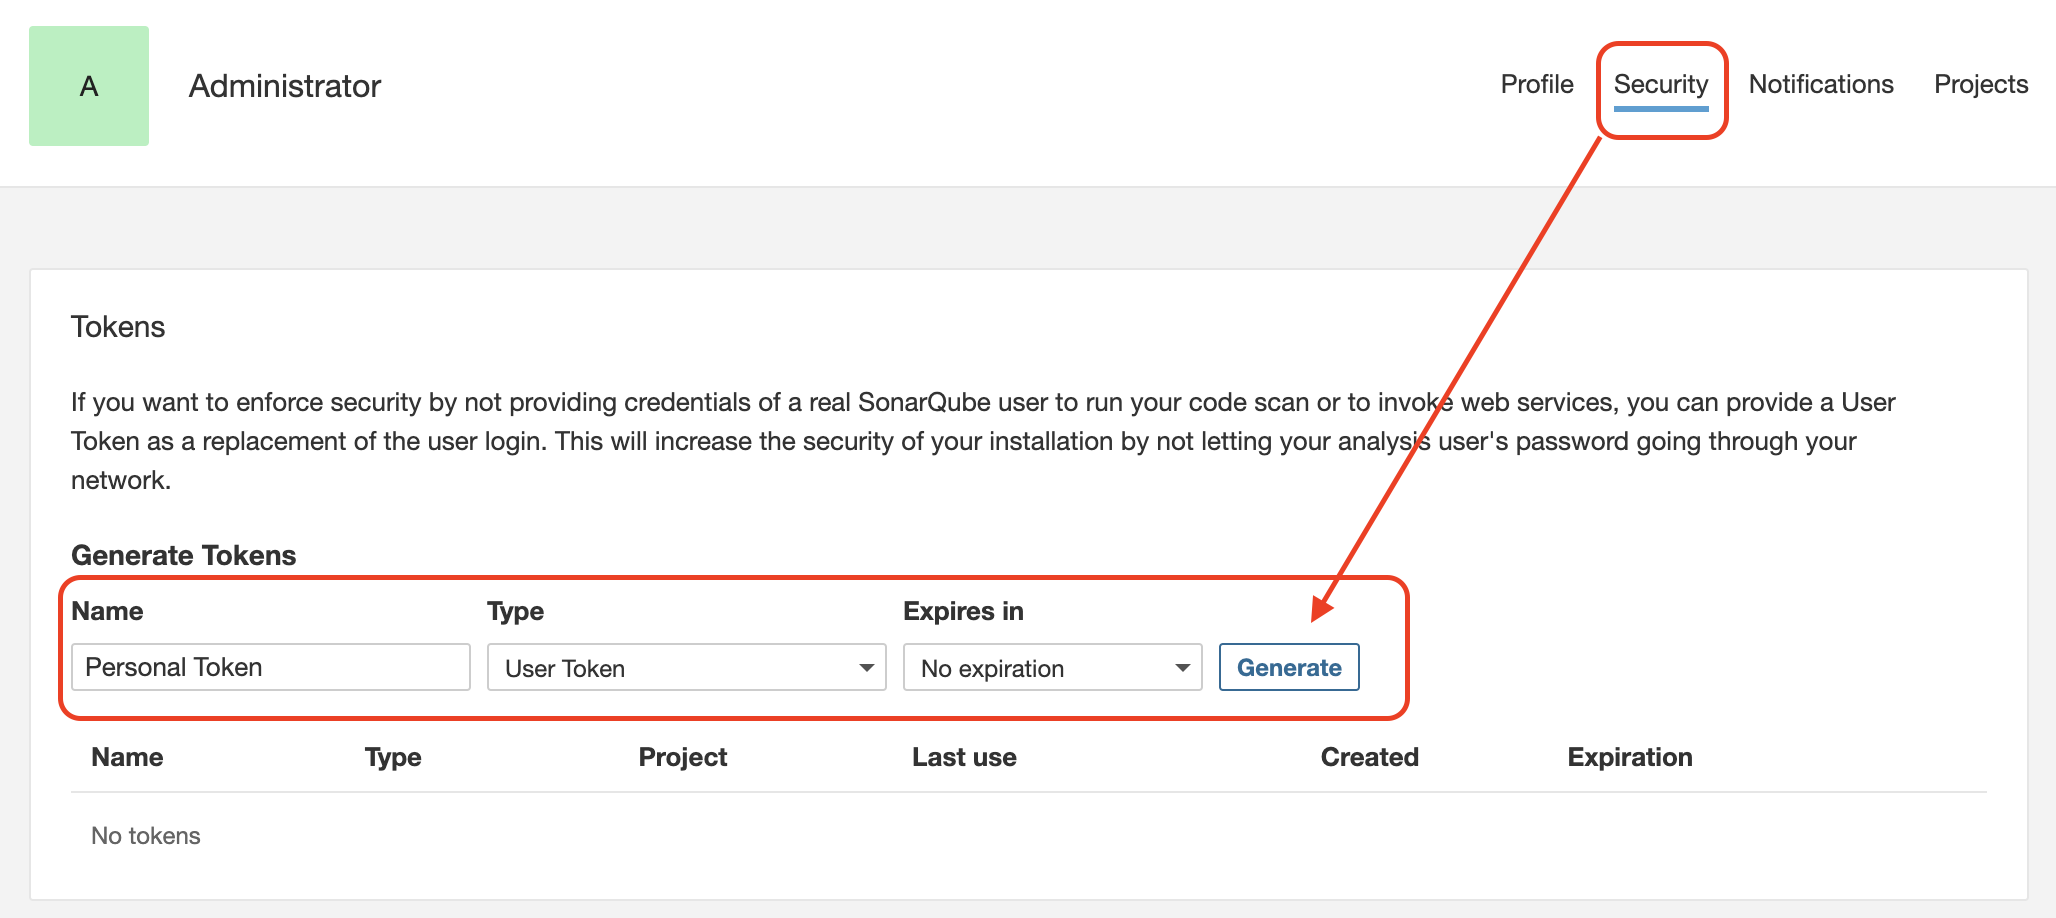 A
Administrator
Profile Security Notifications Projects
Tokens
If you want to enforce security by not providing credentials of a real SonarQube user to run your code scan or to invoke web services, you can provide a User
Token as a replacement of the user login. This will increase the security of your installation by not letting your analysis user's password going through your
network.
Generate Tokens
Name Type Expires in
Personal Token User Token No expiration Generate
Name Type Project Last use Created Expiration
No tokens